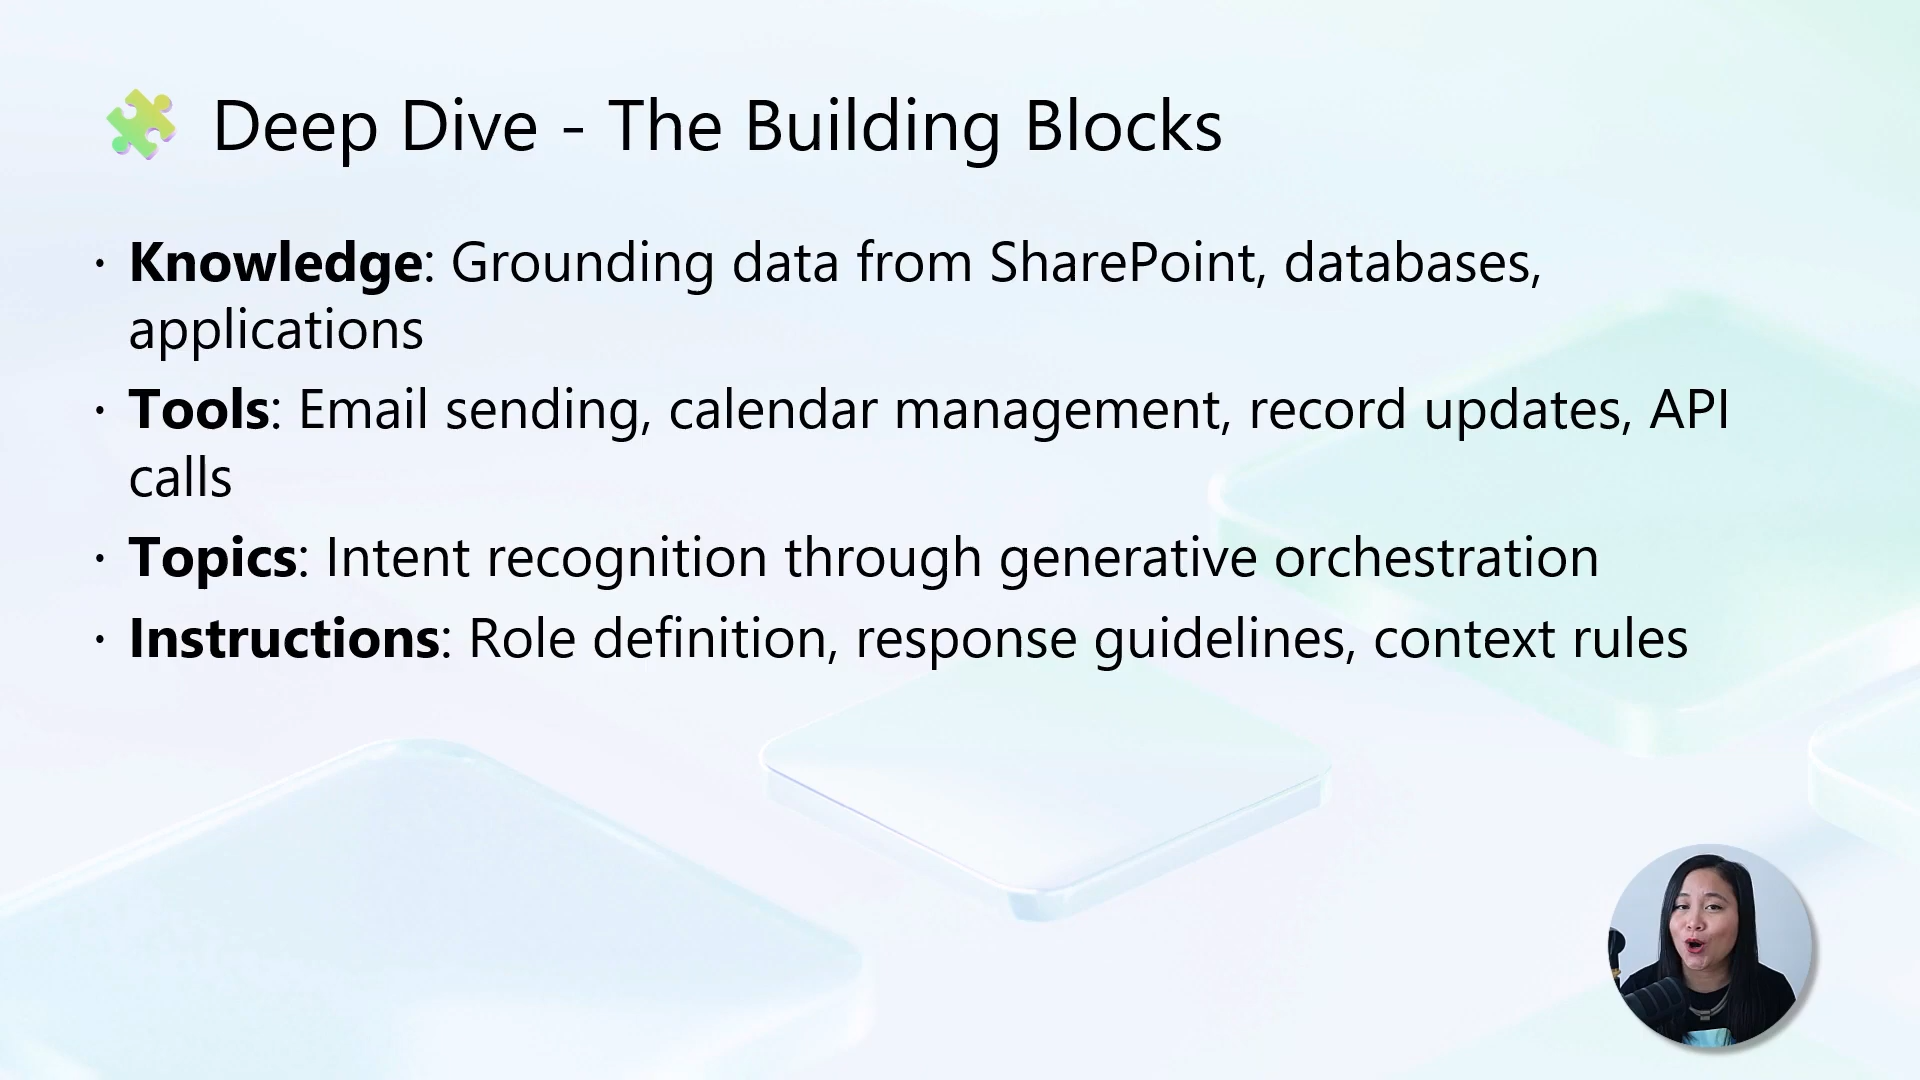 Deep Dive - The Building Blocks
· Knowledge: Grounding data from SharePoint, databases,
applications
· Tools: Email sending, calendar management, record updates, API
calls
· Topics: Intent recognition through generative orchestration
· Instructions: Role definition, response guidelines, context rules